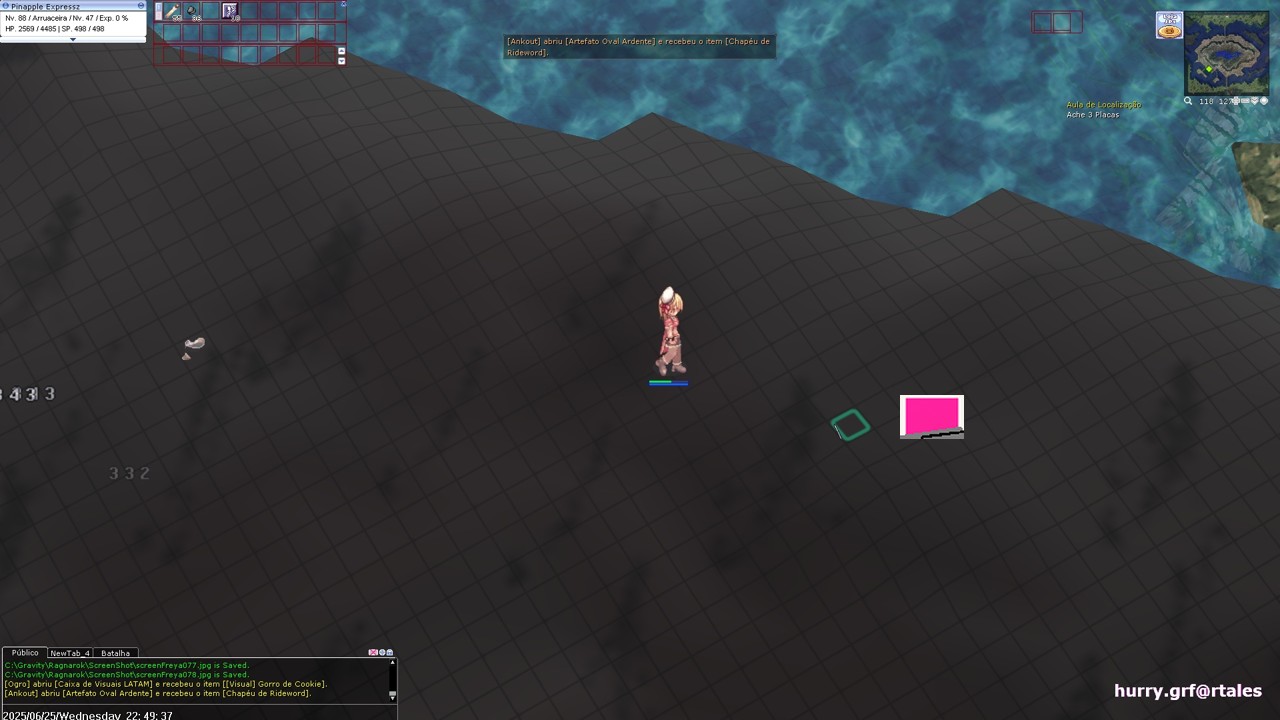 Pinapple Expressz
Nv. 88 / Arruaceira / Nv. 47 / Exp. 0 %
HP. 2569 / 4485 | SP. 498 / 498
[Ankout] abriu [Artefato Oval Ardente] e recebeu o item [Chapéu de
Rideword].
118 127
Aula de Localização
Ache 3 Placas
3 3 2
Público NewTab_4 Batalha
C:\Gravity\Ragnarok\ScreenShot\screenFreya077.jpg is Saved.
C:\Gravity\Ragnarok\ScreenShot\screenFreya078.jpg is Saved.
[Ogro] abriu [Caixa de Visuais LATAM] e recebeu o item [[Visual] Gorro de Cookie].
[Ankout] abriu [Artefato Oval Ardente] e recebeu o item [Chapéu de Rideword].
2025/06/25/Wednesday 22:49:37
hurry.grf@rtales